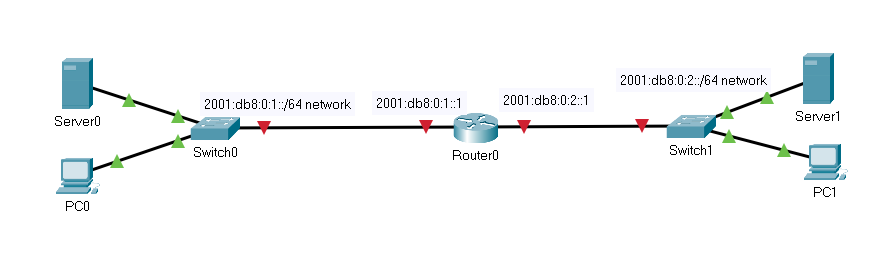 2001:db8:0:2::/64 network
2001:db8:0:1::/64 network
2001:db8:0:1::1
2001:db8:0:2::1
Server0
Server1
Switch0
Router0
Switch1
PC0
PC1